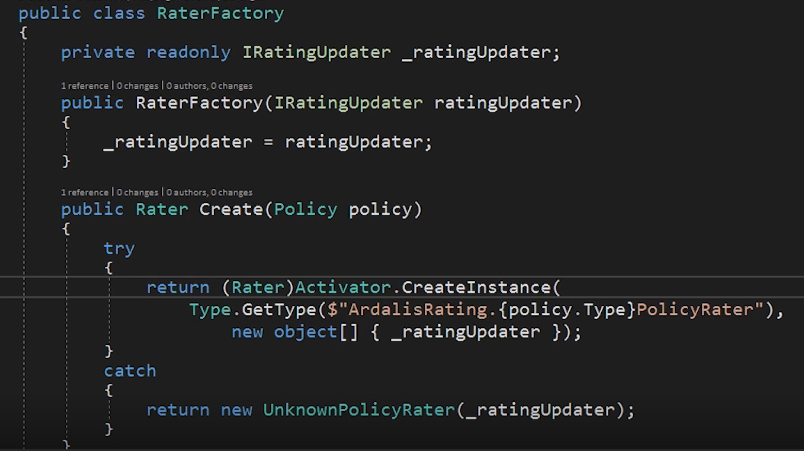 public class RaterFactory
{
private readonly IRatingUpdater _ratingUpdater;
1 reference | 0 changes | 0 authors, 0 changes
public RaterFactory(IRatingUpdater ratingUpdater)
{
_ratingUpdater = ratingUpdater;
}
1 reference | 0 changes | 0 authors, 0 changes
public Rater Create(Policy policy)
{
try
{
return (Rater)Activator.CreateInstance(
Type.GetType($"ArdalisRating.{policy.Type}PolicyRater"),
new object[] { _ratingUpdater });
}
catch
{
return new UnknownPolicyRater(_ratingUpdater);
}
}